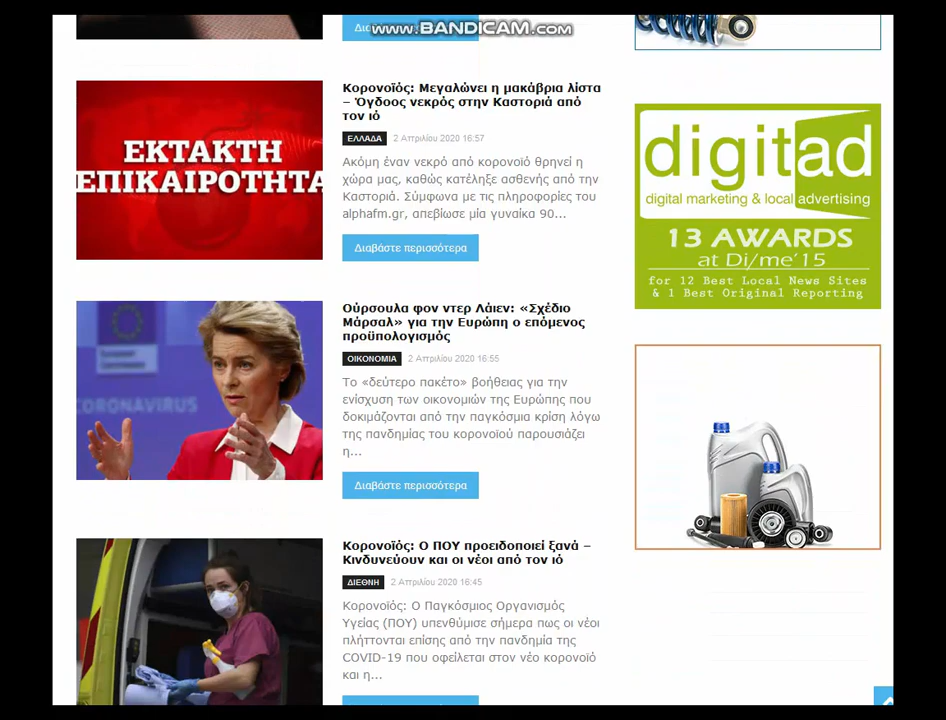 Δια
www.BANDICAM.com
ΕΚΤΑΚΤΗ
ΕΠΙΚΑΙΡΟΤΗΤΑ
Κορονοϊός: Μεγαλώνει η μακάβρια λίστα
– Όγδοος νεκρός στην Καστοριά από
τον ιό
ΕΛΛΑΔΑ 2 Απριλίου 2020 16:57
Ακόμη έναν νεκρό από κορονοϊό θρηνεί η
χώρα μας, καθώς κατέληξε ασθενής από την
Καστοριά. Σύμφωνα με τις πληροφορίες του
alphafm.gr, απεβίωσε μία γυναίκα 90...
Διαβάστε περισσότερα
European
Commission
CORONAVIRUS
Ούρσουλα φον ντερ Λάιεν: «Σχέδιο
Μάρσαλ» για την Ευρώπη ο επόμενος
προϋπολογισμός
ΟΙΚΟΝΟΜΙΑ 2 Απριλίου 2020 16:55
Το «δεύτερο πακέτο» βοήθειας για την
ενίσχυση των οικονομιών της Ευρώπης που
δοκιμάζονται από την παγκόσμια κρίση λόγω
της πανδημίας του κορονοϊού παρουσιάζει
η...
Διαβάστε περισσότερα
Κορονοϊός: Ο ΠΟΥ προειδοποιεί ξανά –
Κινδυνεύουν και οι νέοι από τον ιό
ΔΙΕΘΝΗ 2 Απριλίου 2020 16:45
Κορονοϊός: Ο Παγκόσμιος Οργανισμός
Υγείας (ΠΟΥ) υπενθύμισε σήμερα πως οι νέοι
πλήττονται επίσης από την πανδημία της
COVID-19 που οφείλεται στον νέο κορονοϊό
και η...
digitad
digital marketing & local advertising
13 AWARDS
at Di/me'15
for 12 Best Local News Sites
& 1 Best Original Reporting